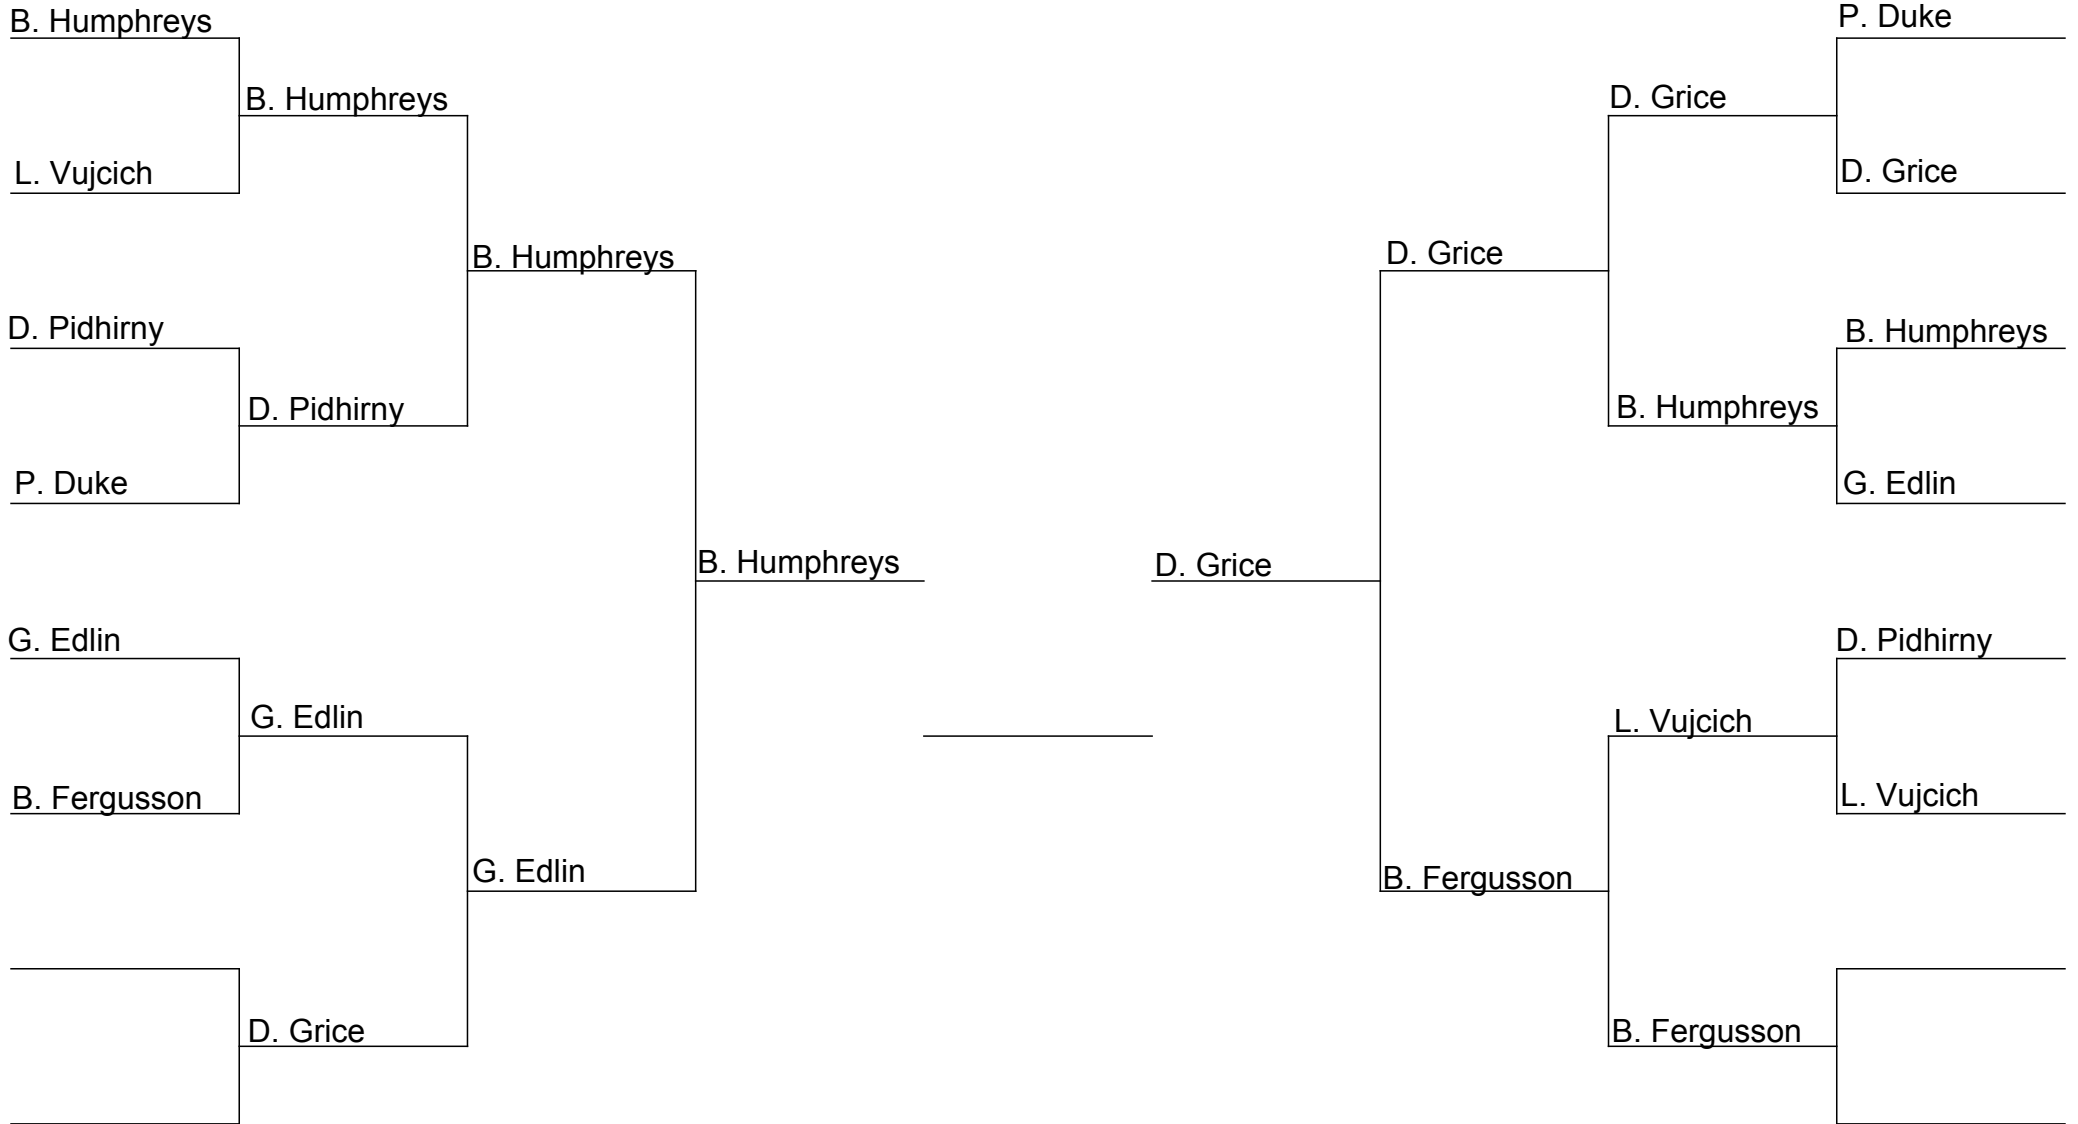 B. Humphreys
L. Vujcich
D. Pidhirny
P. Duke
G. Edlin
B. Fergusson
B. Humphreys
D. Pidhirny
G. Edlin
D. Grice
B. Humphreys
G. Edlin
B. Humphreys
D. Grice
D. Grice
B. Fergusson
D. Grice
B. Humphreys
L. Vujcich
B. Fergusson
P. Duke
D. Grice
B. Humphreys
G. Edlin
D. Pidhirny
L. Vujcich